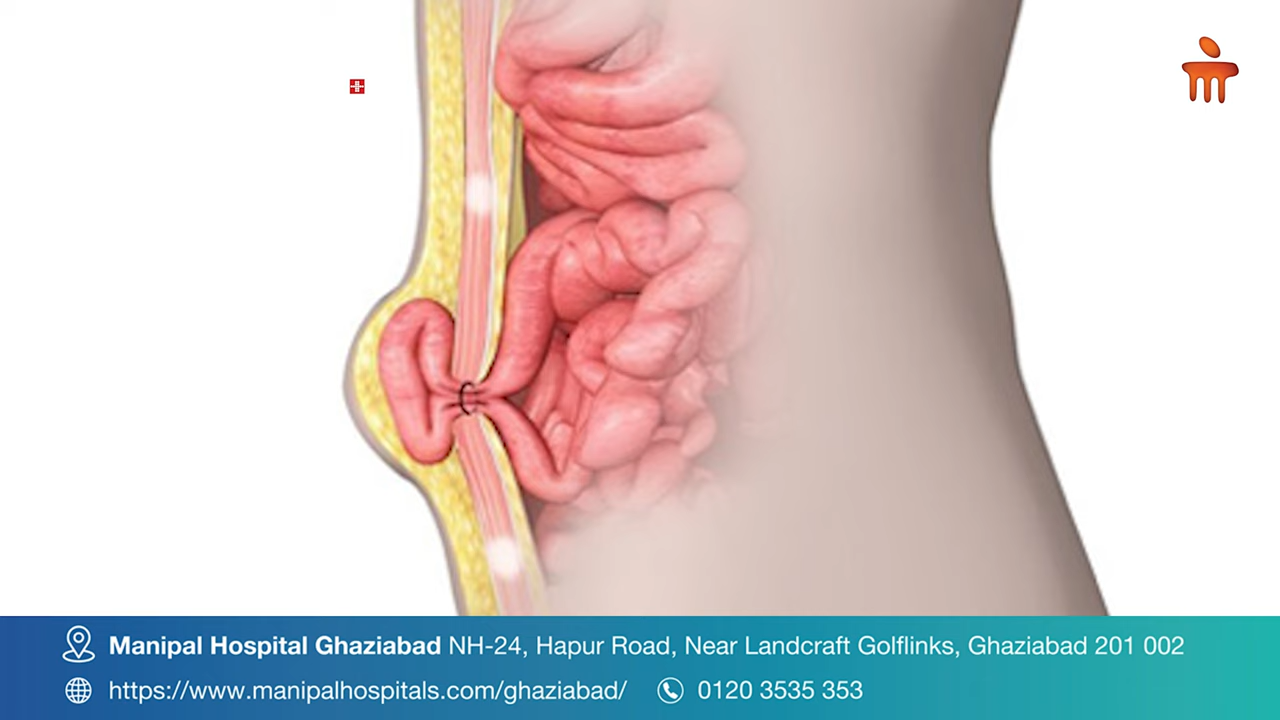 Manipal Hospital Ghaziabad NH-24, Hapur Road, Near Landcraft Golflinks, Ghaziabad 201 002
https://www.manipalhospitals.com/ghaziabad/ 0120 3535 353